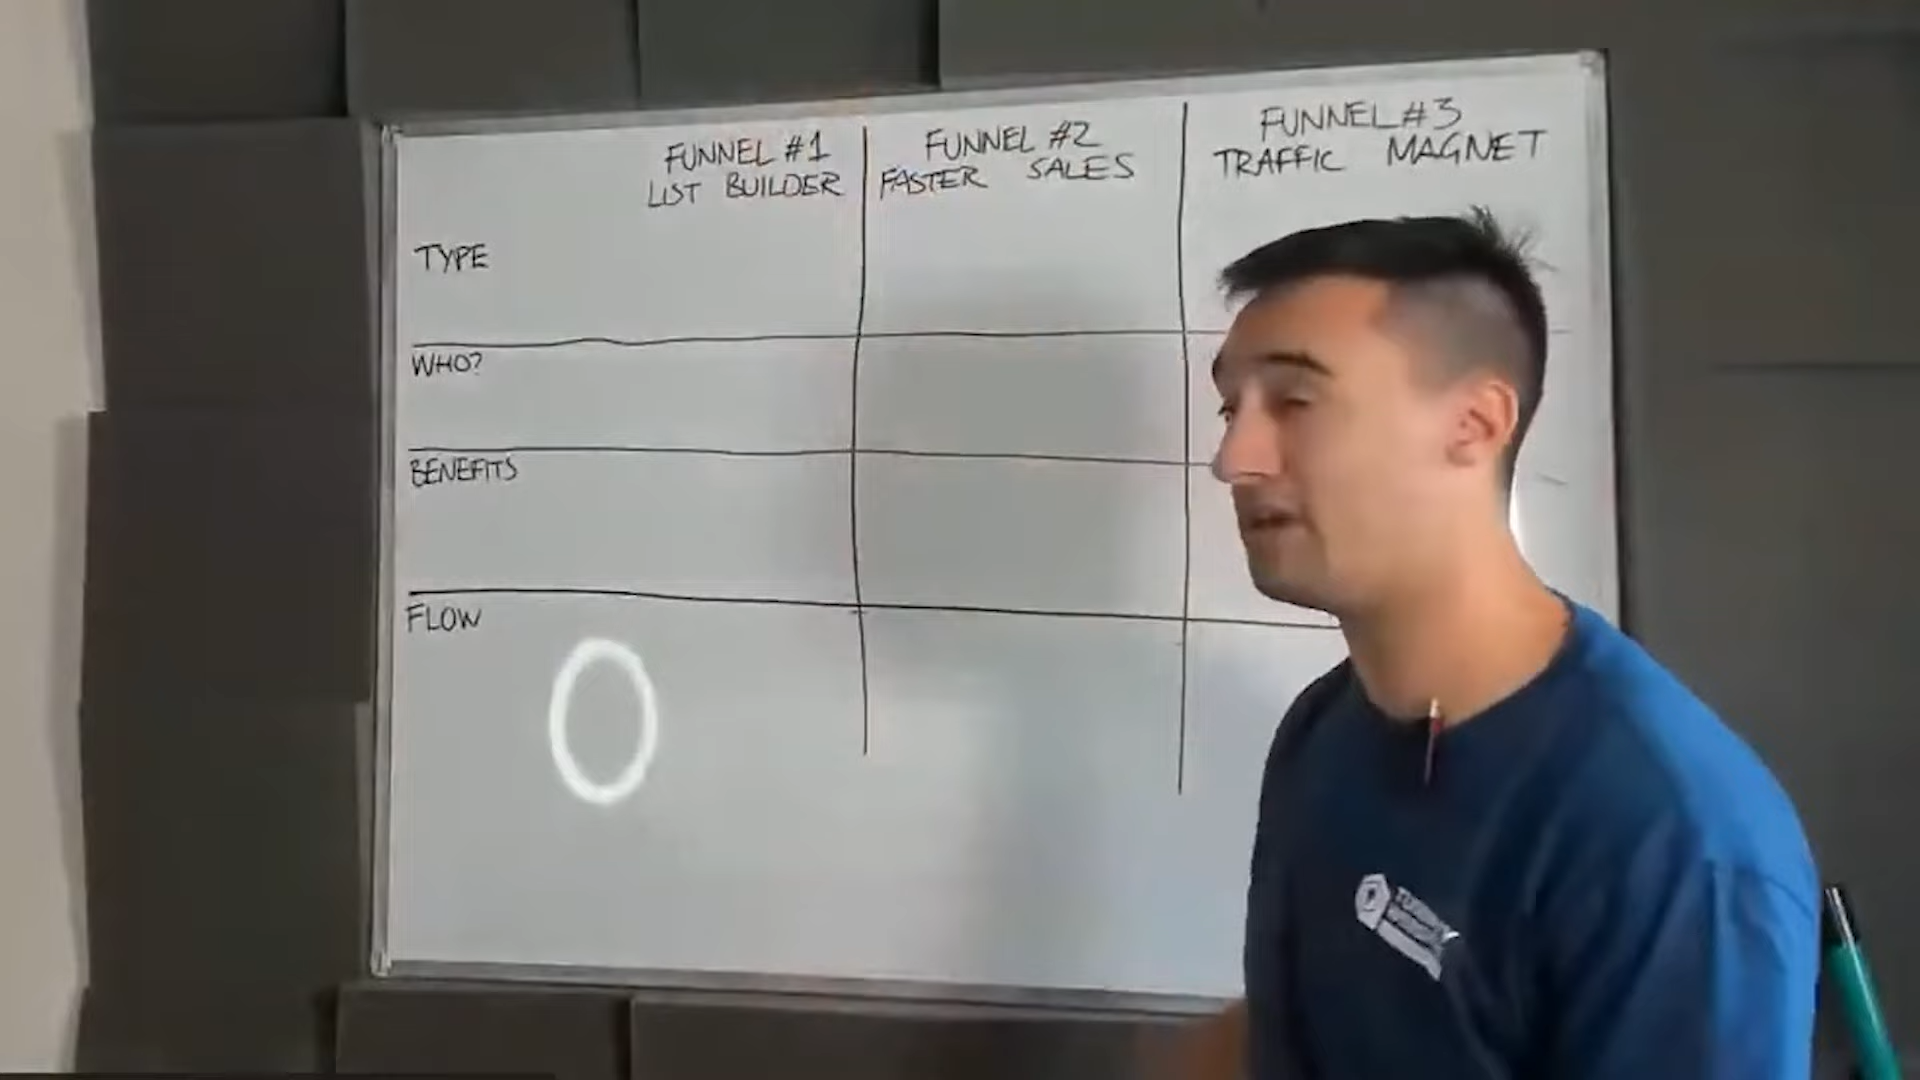 FUNNEL #1
LIST BUILDER
FUNNEL #2
FASTER SALES
FUNNEL #3
TRAFFIC MAGNET
TYPE
WHO?
BENEFITS
FLOW